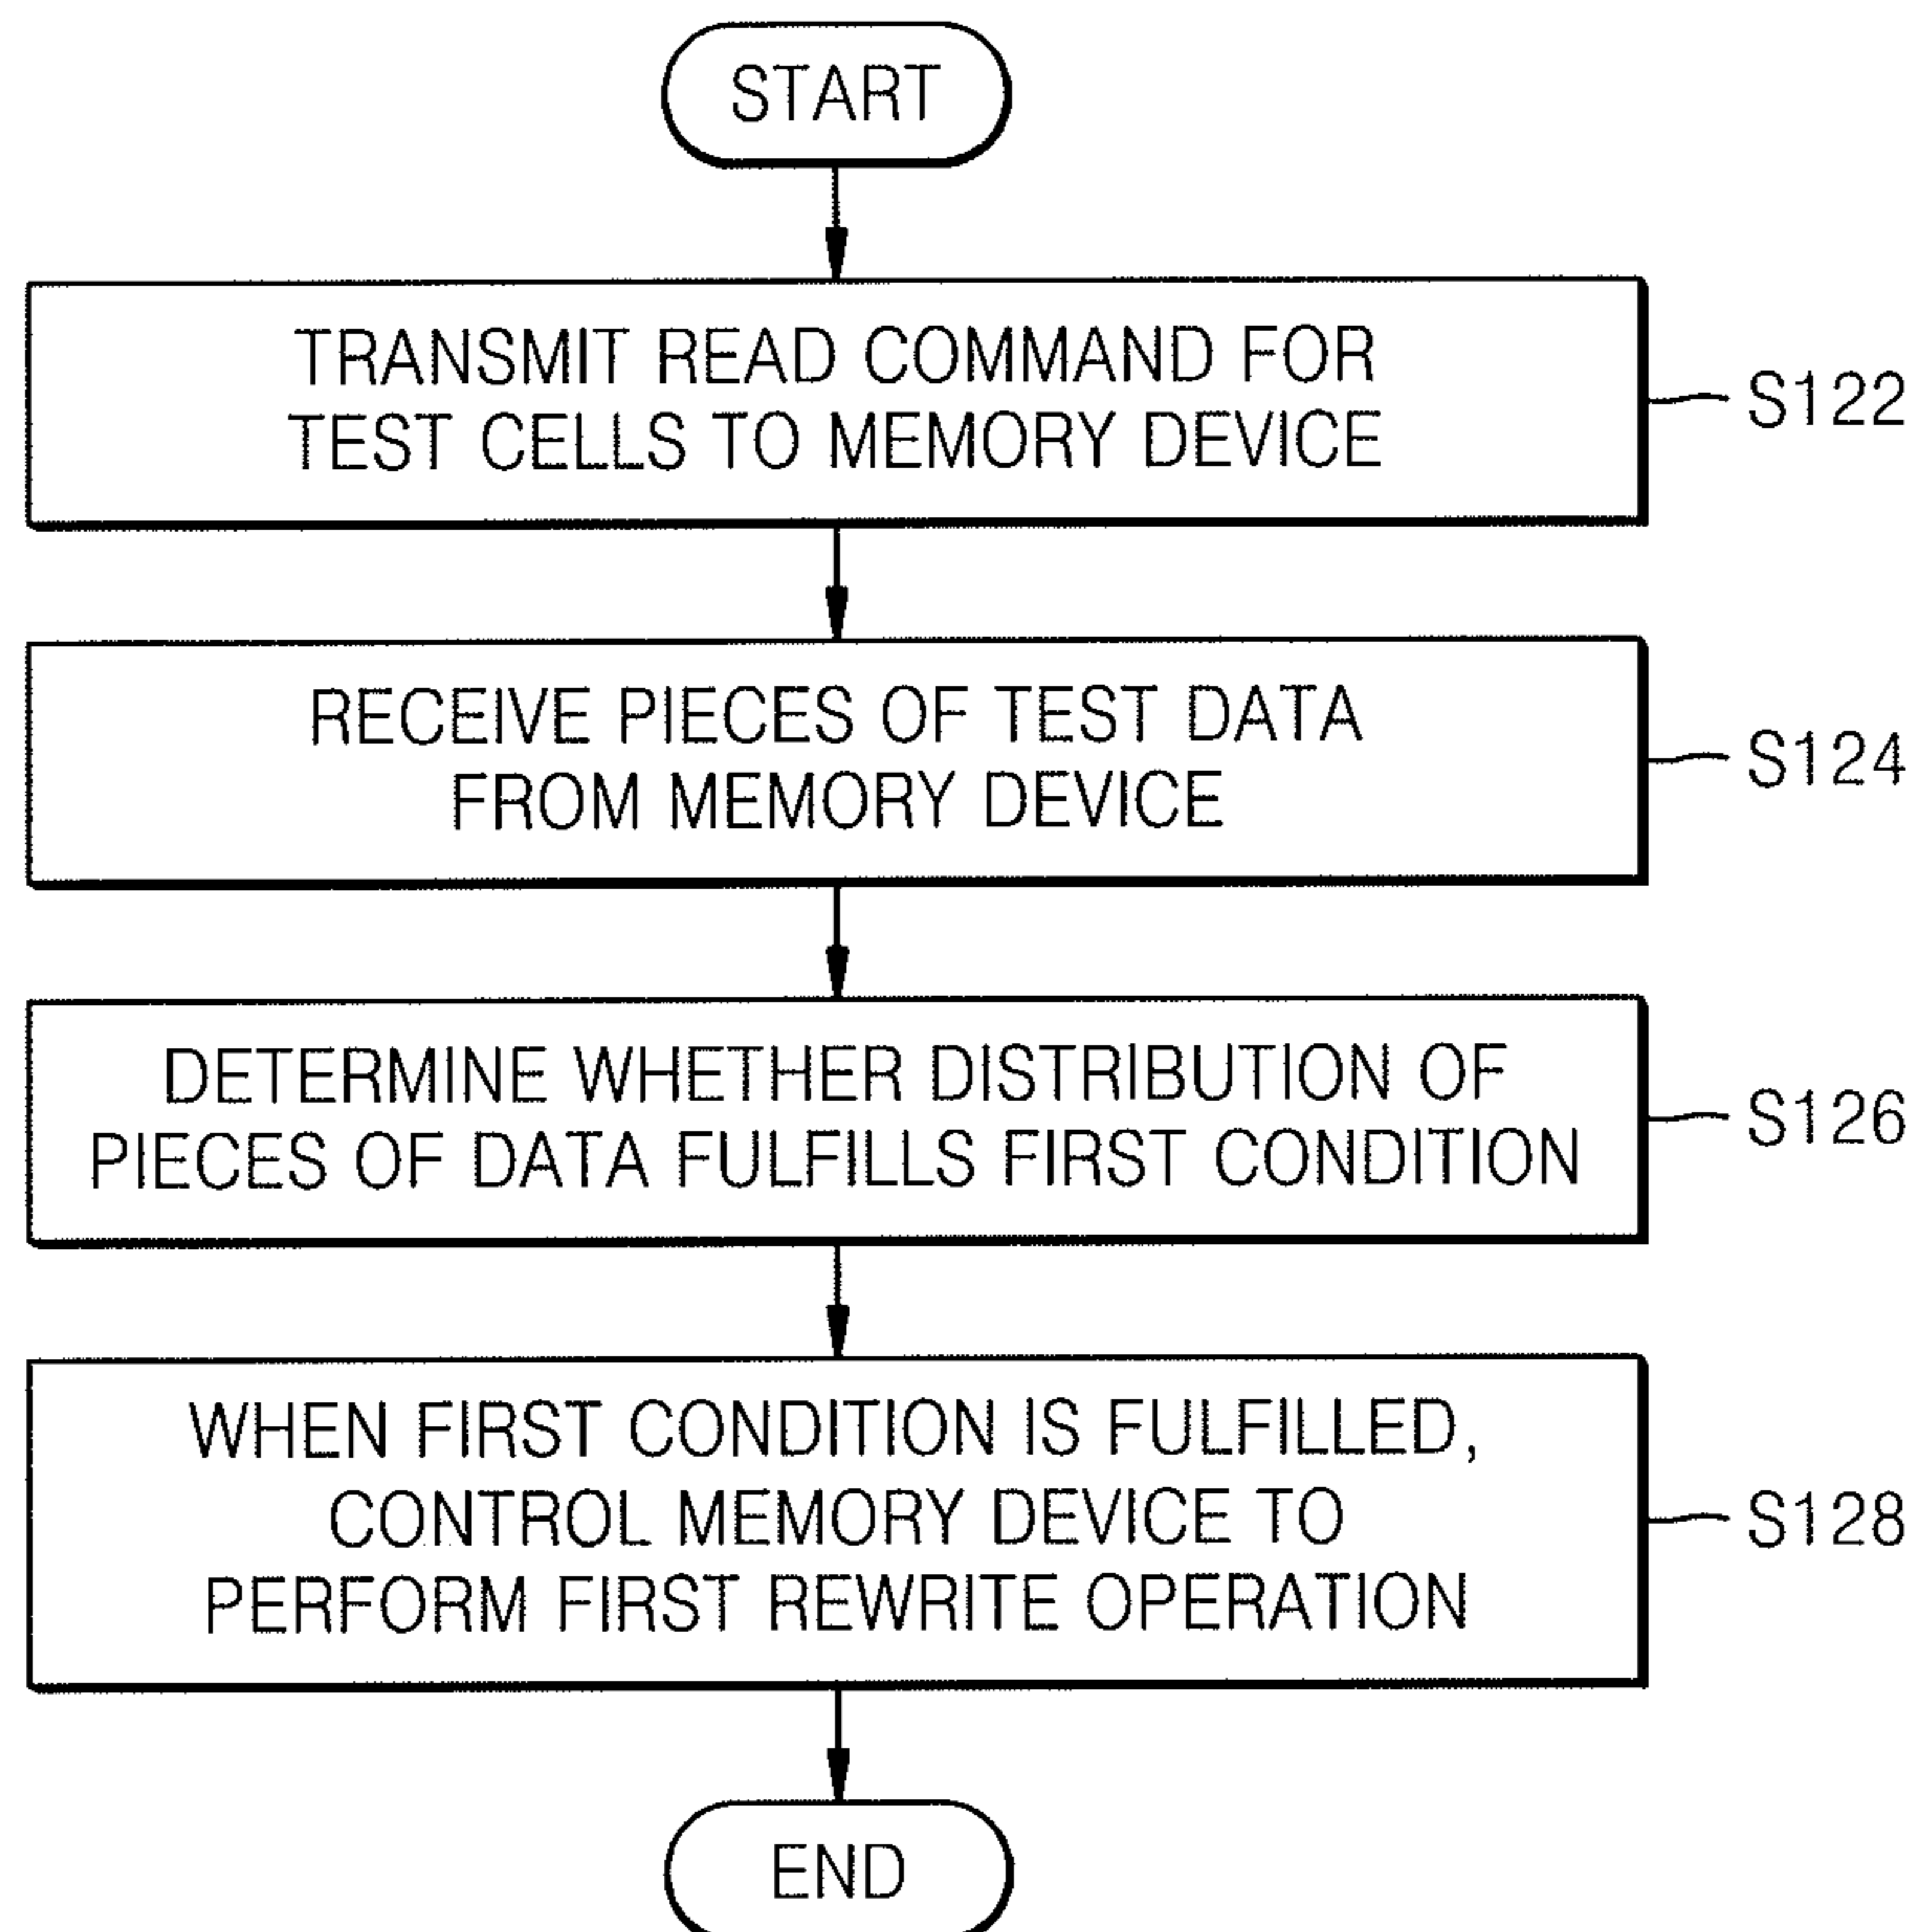 START
TRANSMIT READ COMMAND FOR
TEST CELLS TO MEMORY DEVICE
S122
RECEIVE PIECES OF TEST DATA
FROM MEMORY DEVICE
S124
DETERMINE WHETHER DISTRIBUTION OF
PIECES OF DATA FULFILLS FIRST CONDITION
S126
WHEN FIRST CONDITION IS FULFILLED,
CONTROL MEMORY DEVICE TO
PERFORM FIRST REWRITE OPERATION
S128
END